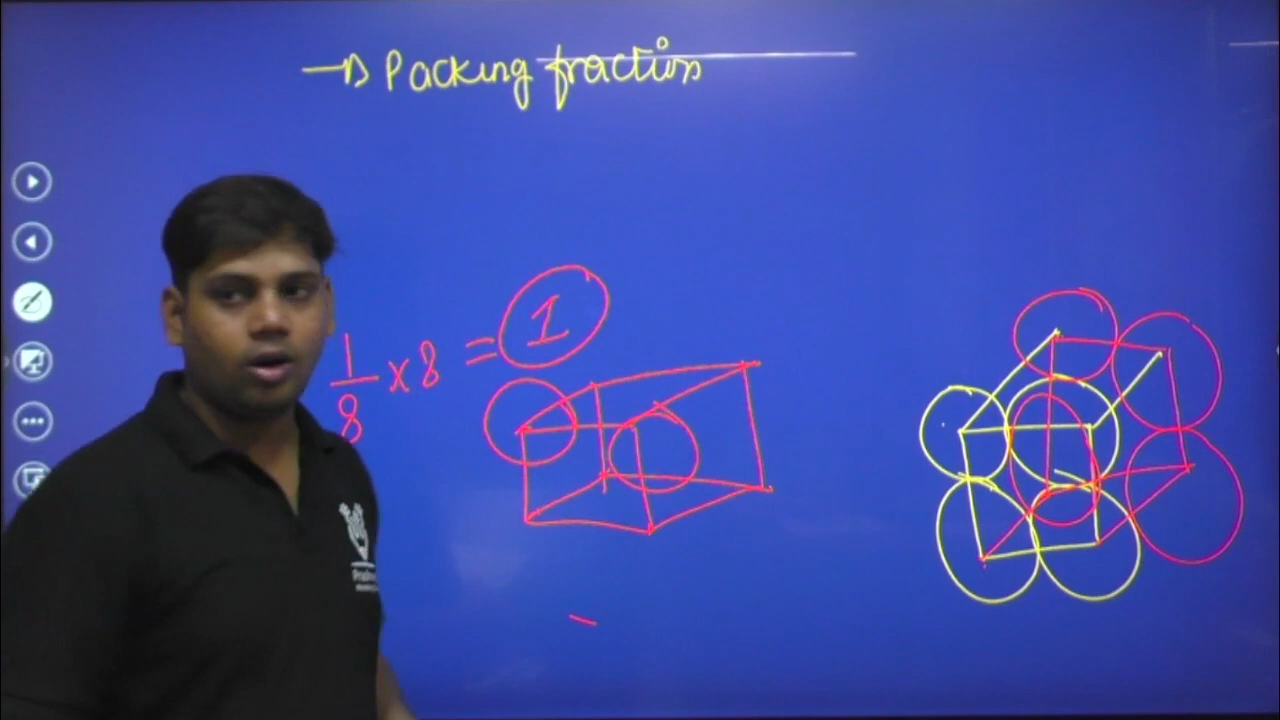 → Packing fraction
1/8 × 8 = 1